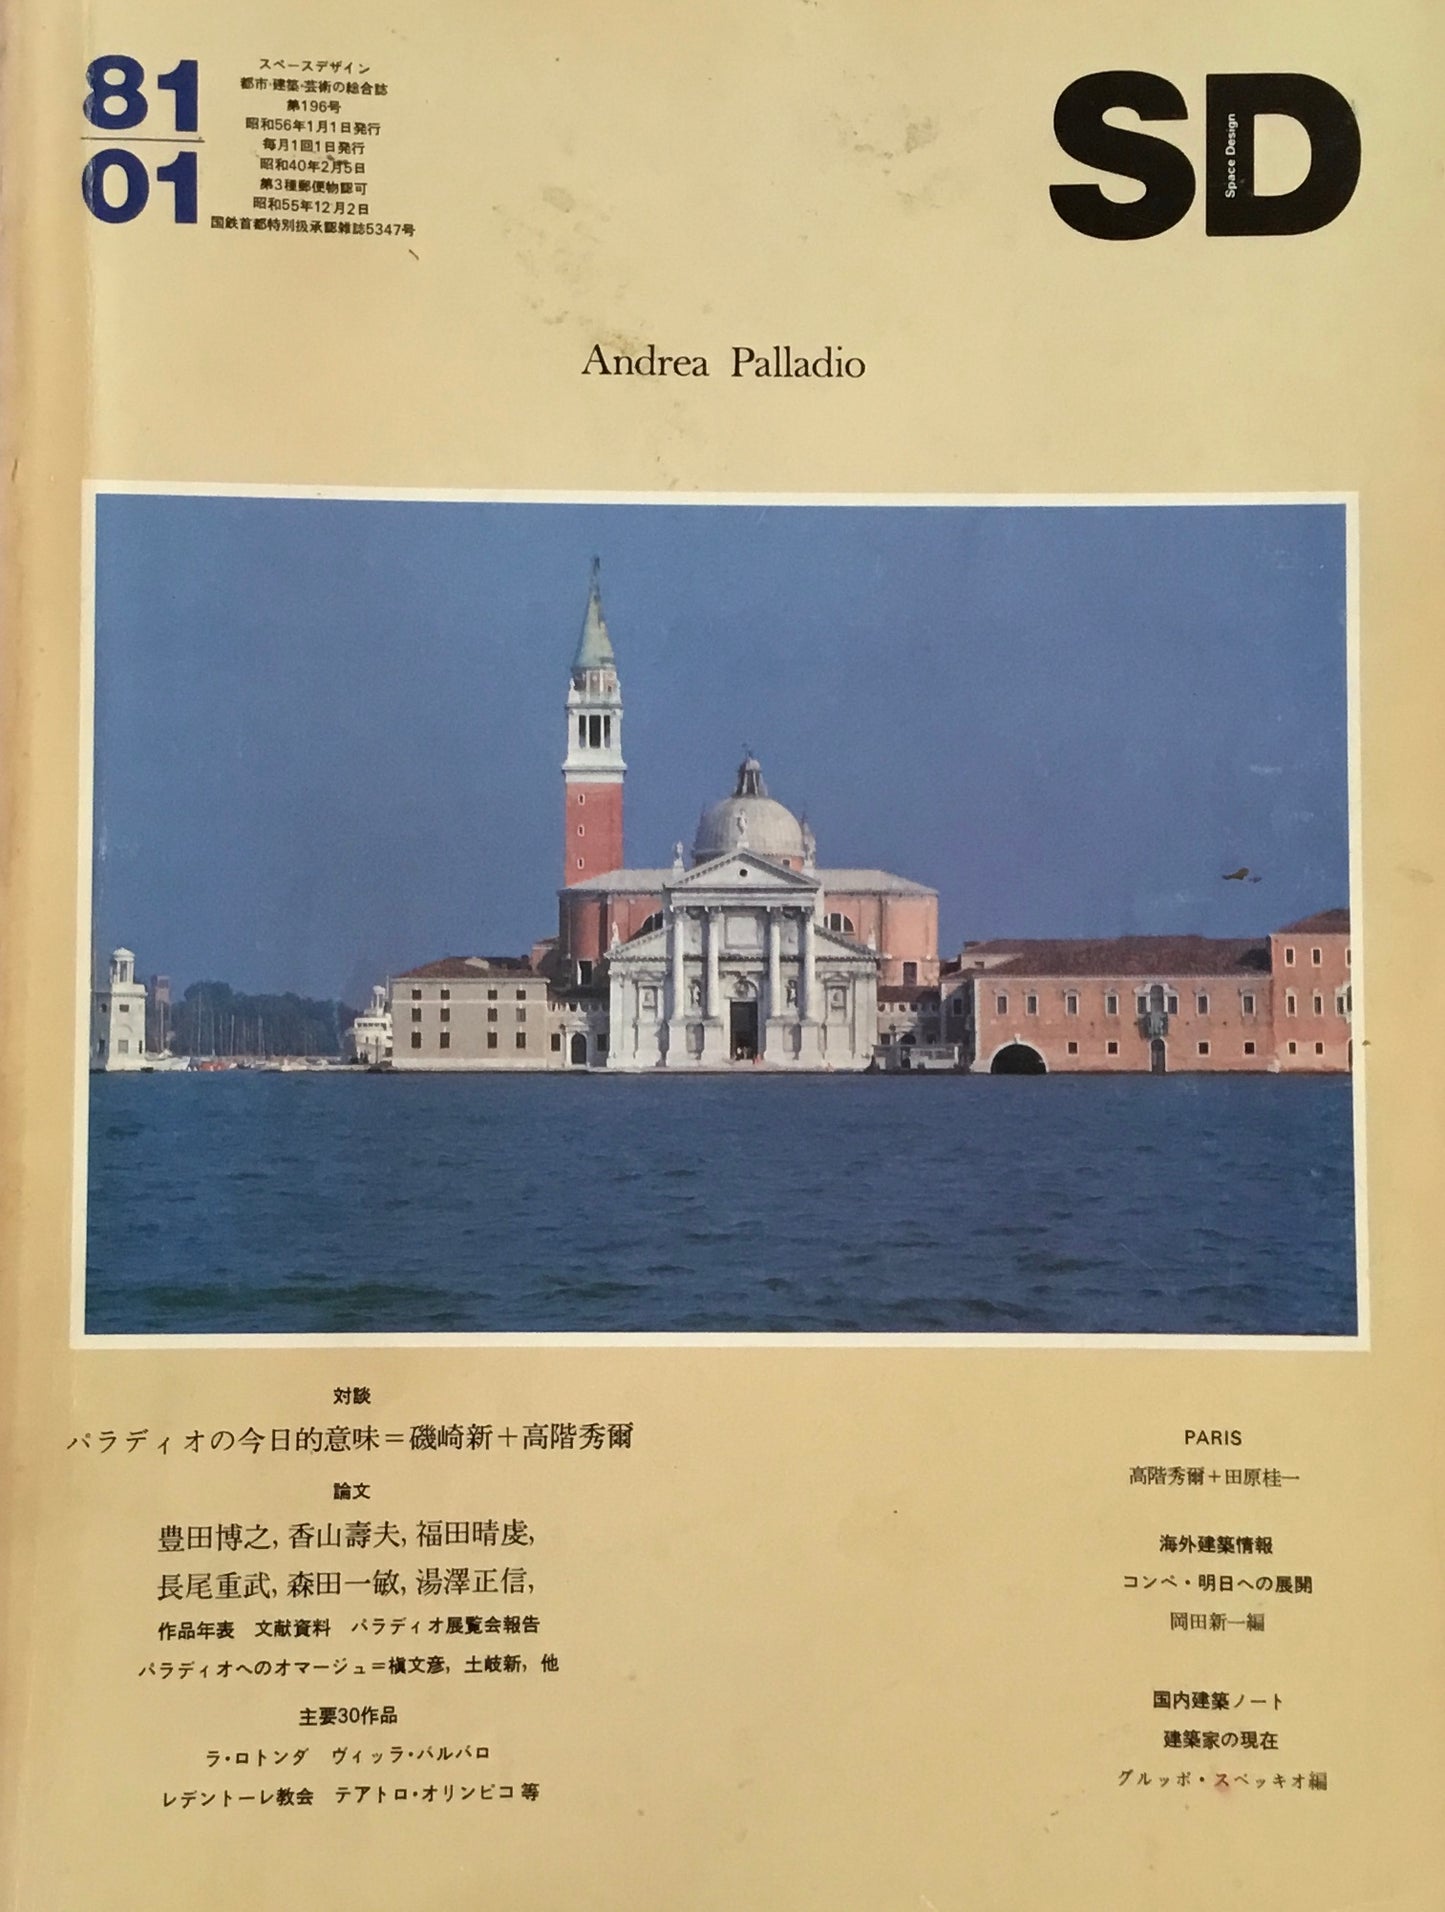 81
01
スペースデザイン
都市・建築・芸術の総合誌
第196号
昭和56年1月1日発行
毎月1回1日発行
昭和40年2月5日
第3種郵便物認可
昭和55年12月2日
国鉄首都特別扱承認雑誌5347号
SD
Space Design
Andrea Palladio
対談
パラディオの今日的意味＝磯崎新＋高階秀爾
論文
豊田博之, 香山壽夫, 福田晴虔,
長尾重武, 森田一敏, 湯澤正信,
作品年表　文献資料　パラディオ展覧会報告
パラディオへのオマージュ＝槇文彦, 土岐新, 他
主要30作品
ラ・ロトンダ　ヴィッラ・バルバロ
レデントーレ教会　テアトロ・オリンピコ 等
PARIS
高階秀爾＋田原桂一
海外建築情報
コンペ・明日への展開
岡田新一編
国内建築ノート
建築家の現在
グルッポ・スペッキオ編